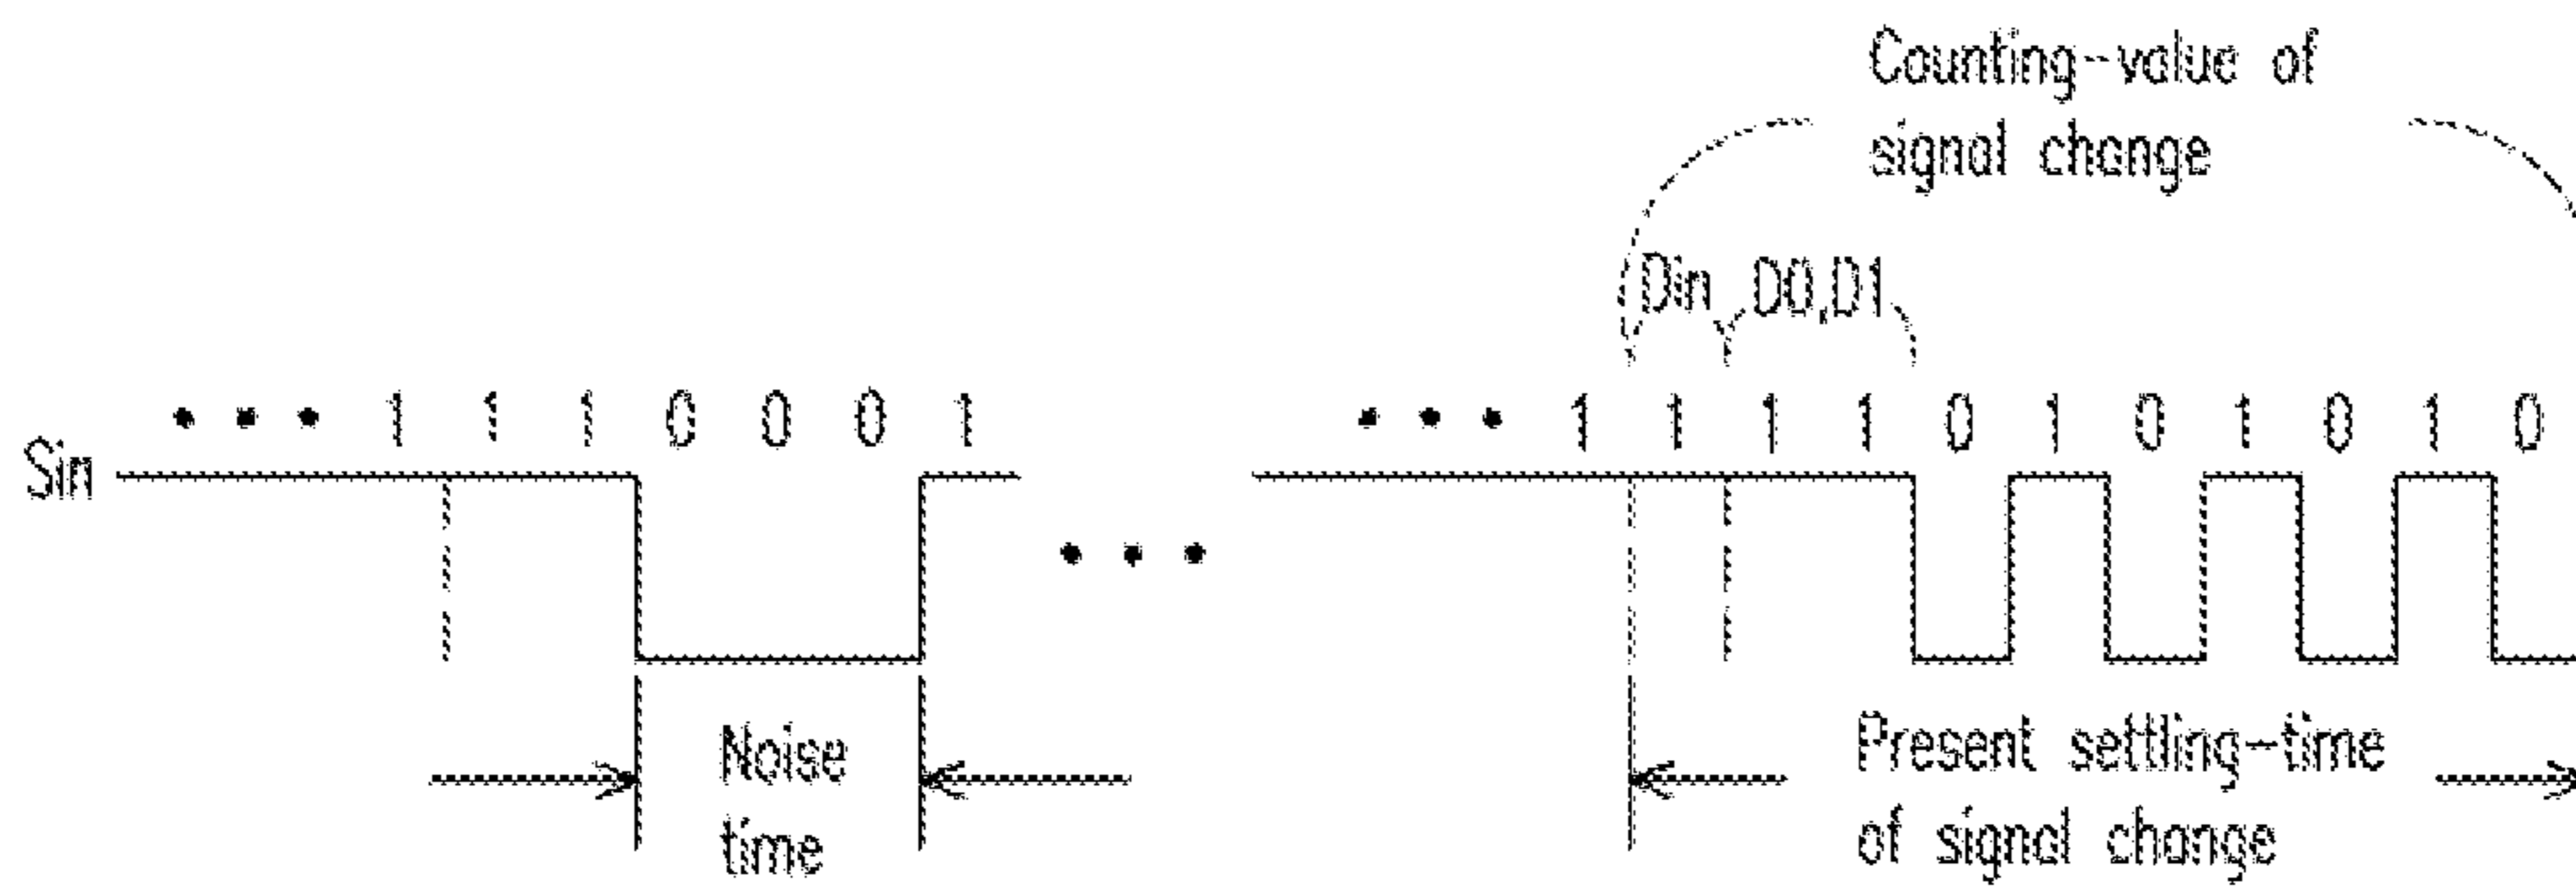 Counting-value of
signal change
Din D0,D1
• • • 1 1 1 0 0 0 1 • • • 1 1 1 1 0 1 0 1 0 1 0
Sin
• • •
Noise
time
Present settling-time
of signal change